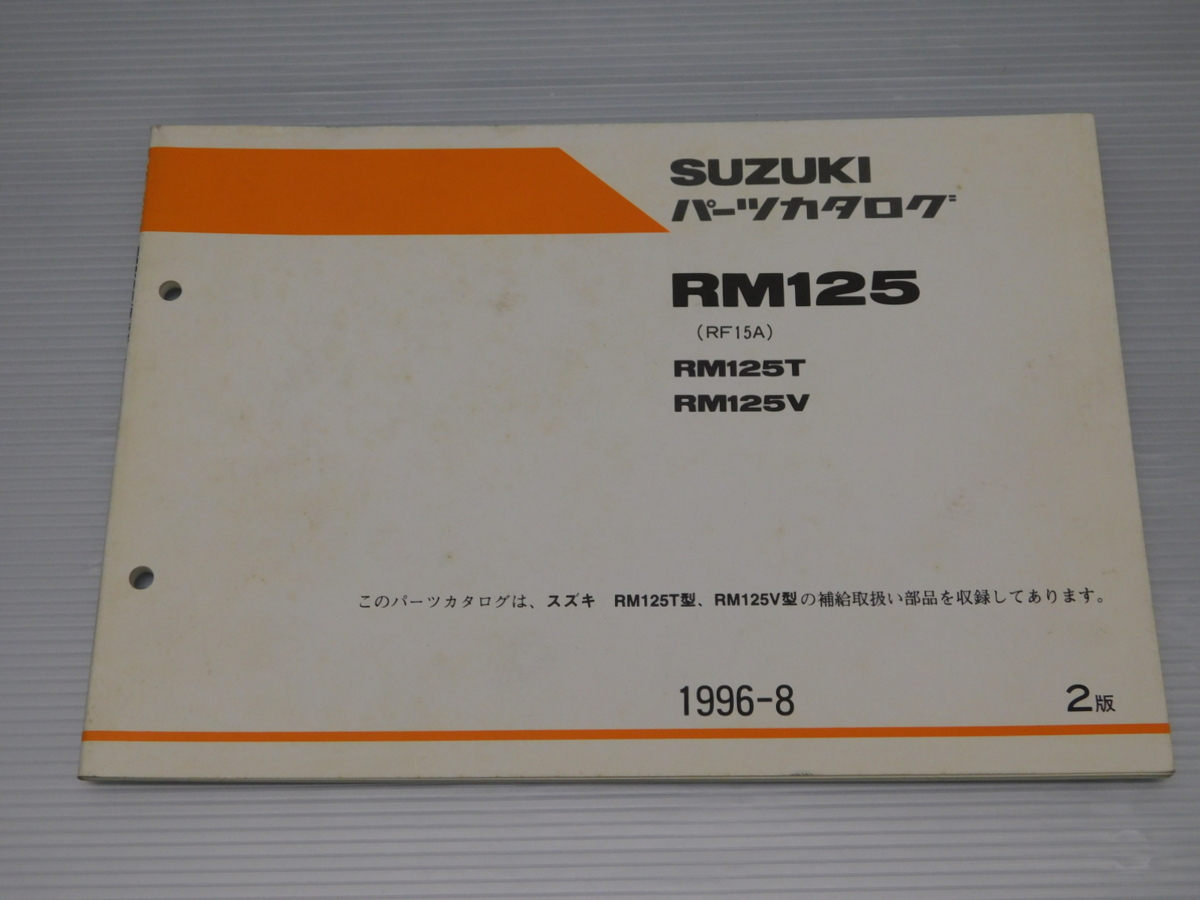 SUZUKI
パーツカタログ
RM125
(RF15A)
RM125T
RM125V
このパーツカタログは、スズキ　RM125T型、RM125V型の補給取扱い部品を収録してあります。
1996-8
2版